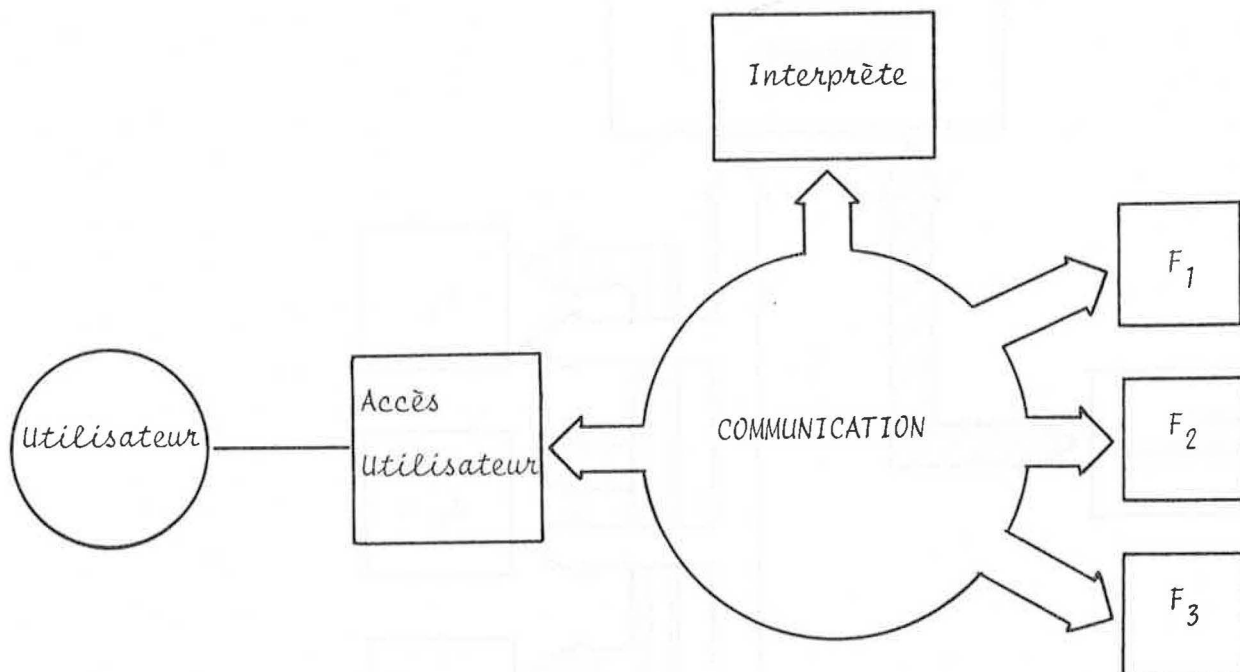 Interprète
F1
Utilisateur
Accès
Utilisateur
COMMUNICATION
F2
F3